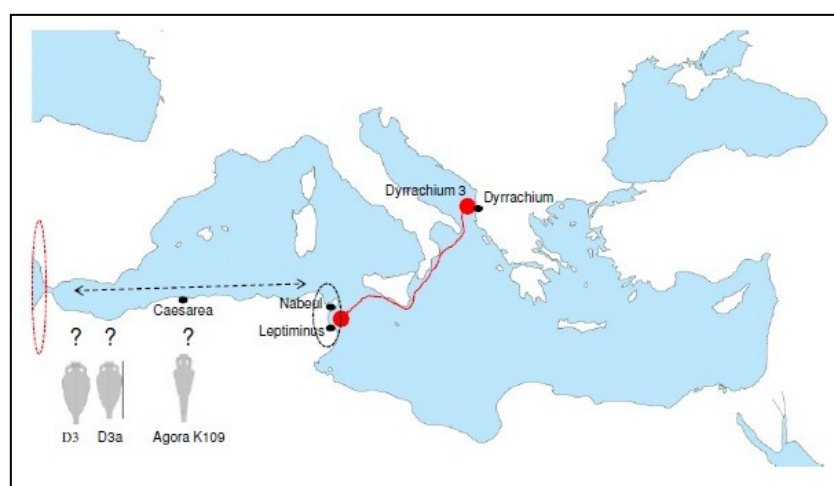 Dyrrachium 3
Dyrrachium
Caesarea
Nabeul
Leptiminus
? ? ?
D3 D3a Agora K109